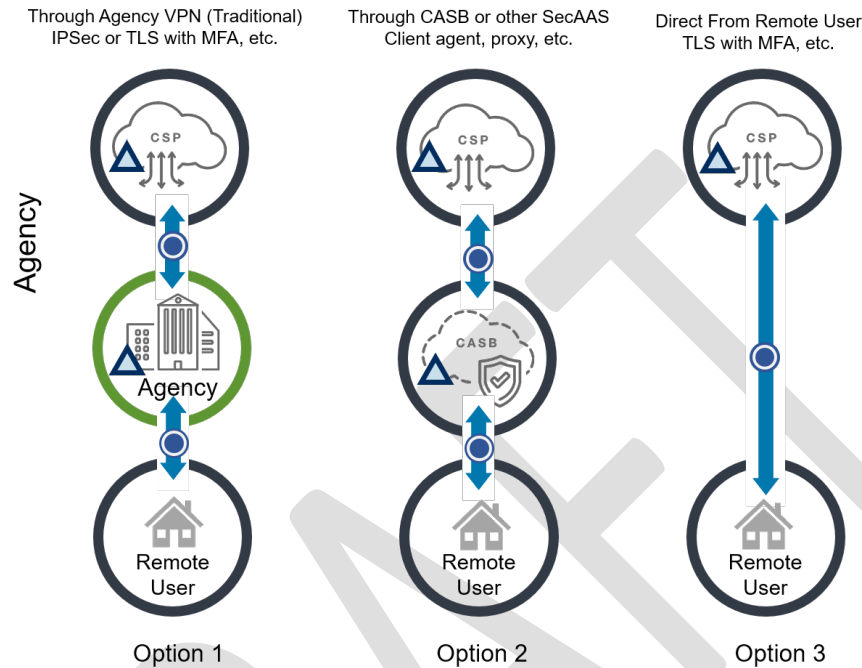 Through Agency VPN (Traditional)
IPSec or TLS with MFA, etc.
Through CASB or other SecAAS
Client agent, proxy, etc.
Direct From Remote User
TLS with MFA, etc.
CSP
CSP
CSP
Agency
Agency
CASB
Remote
User
Remote
User
Remote
User
Option 1
Option 2
Option 3